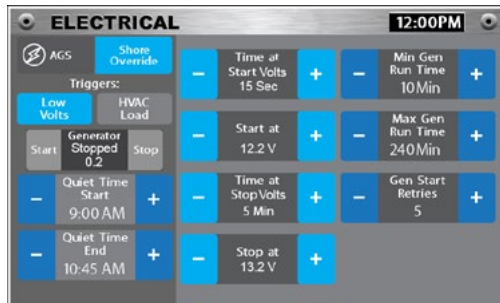 ELECTRICAL
12:00PM
AGS
Shore
Override
Triggers:
Low
Volts
HVAC
Load
Start
Generator
Stopped
0.2
Stop
–
Quiet Time
Start
9:00 AM
+
–
Quiet Time
End
10:45 AM
+
–
Time at
Start Volts
15 Sec
+
–
Start at
12.2 V
+
–
Time at
Stop Volts
5 Min
+
–
Stop at
13.2 V
+
–
Min Gen
Run Time
10 Min
+
–
Max Gen
Run Time
240 Min
+
–
Gen Start
Retries
5
+